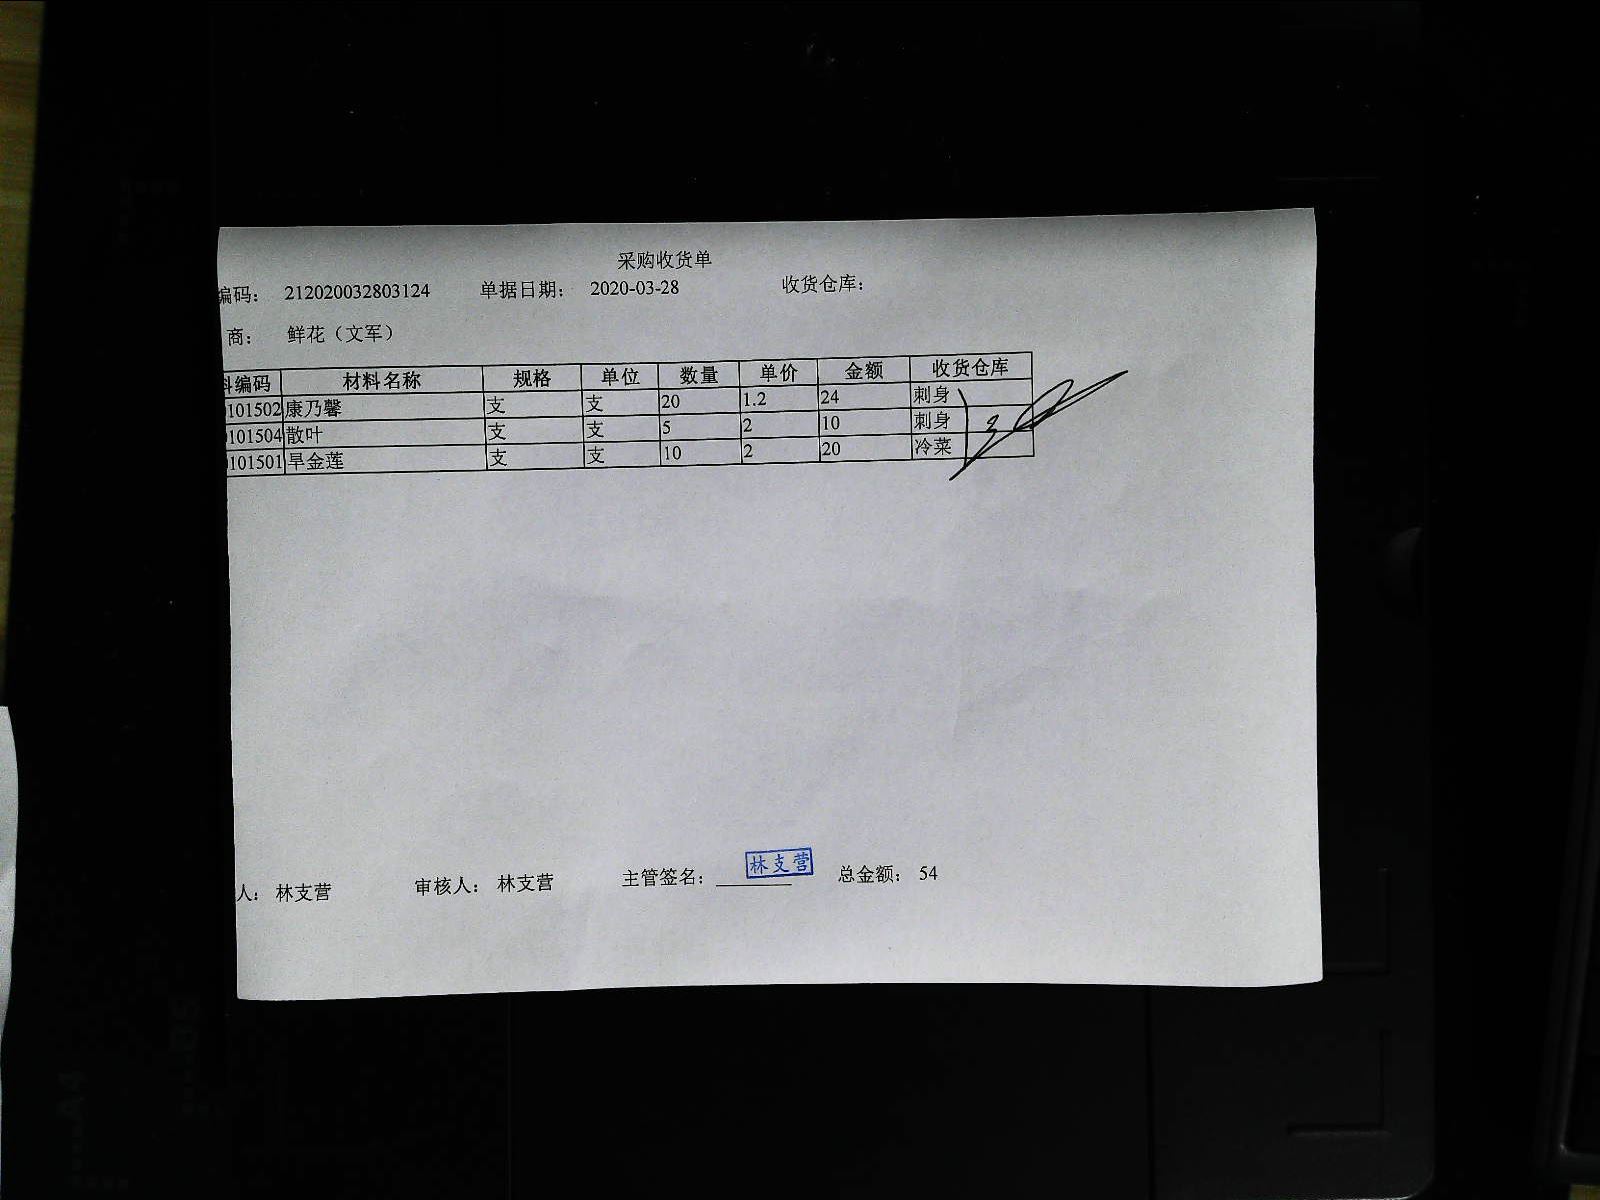 采购收货单
编码： 212020032803124 单据日期： 2020-03-28 收货仓库：
商： 鲜花（文军）
料编码 材料名称 规格 单位 数量 单价 金额 收货仓库
101502 康乃馨 支 支 20 1.2 24 刺身
101504 散叶 支 支 5 2 10 刺身
101501 旱金莲 支 支 10 2 20 冷菜
人： 林支营 审核人： 林支营 主管签名： 林支营 总金额： 54